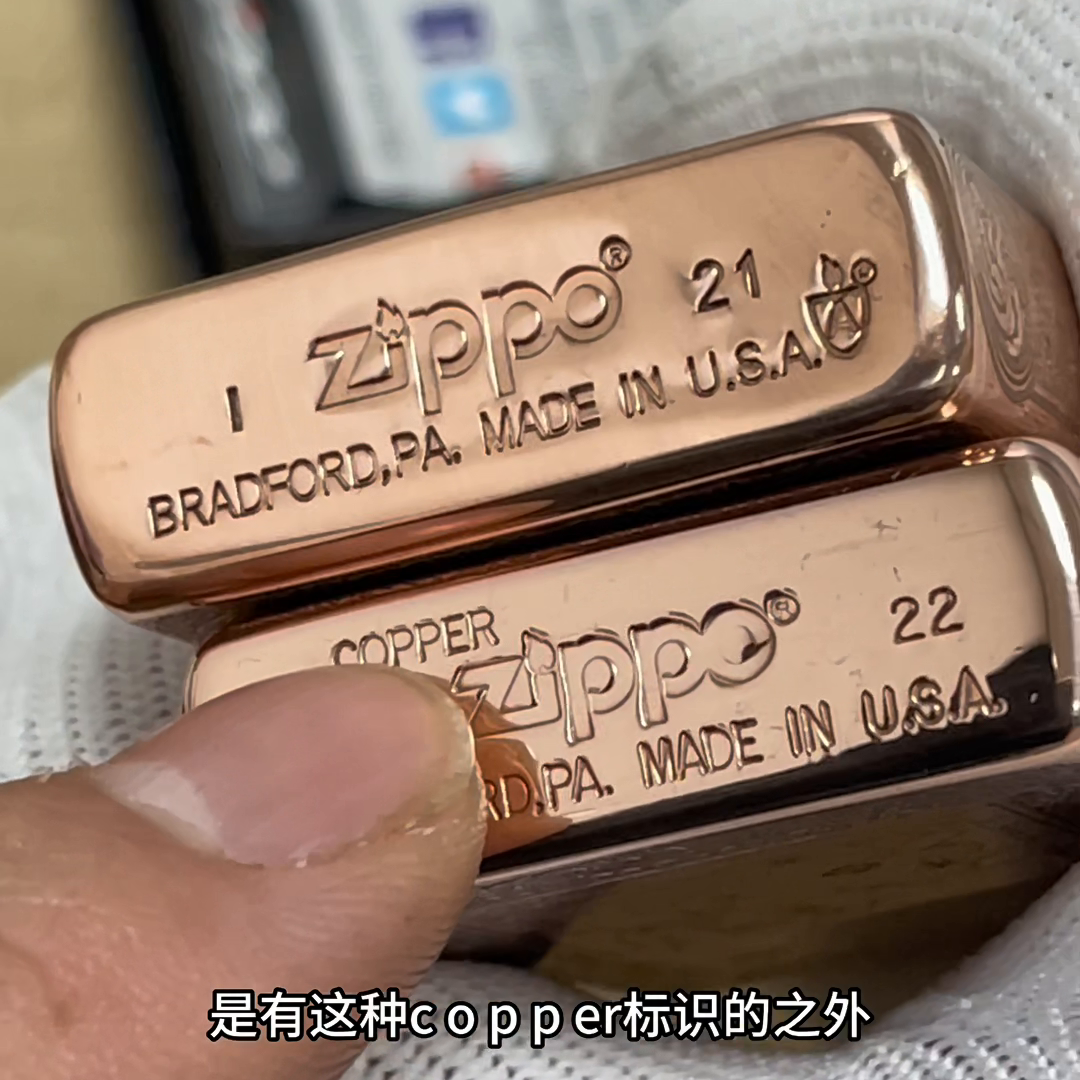 Zippo® 21
I
BRADFORD,PA. MADE IN U.S.A.
A
COPPER
Zippo® 22
RD,PA. MADE IN U.S.A.
是有这种copper标识的之外